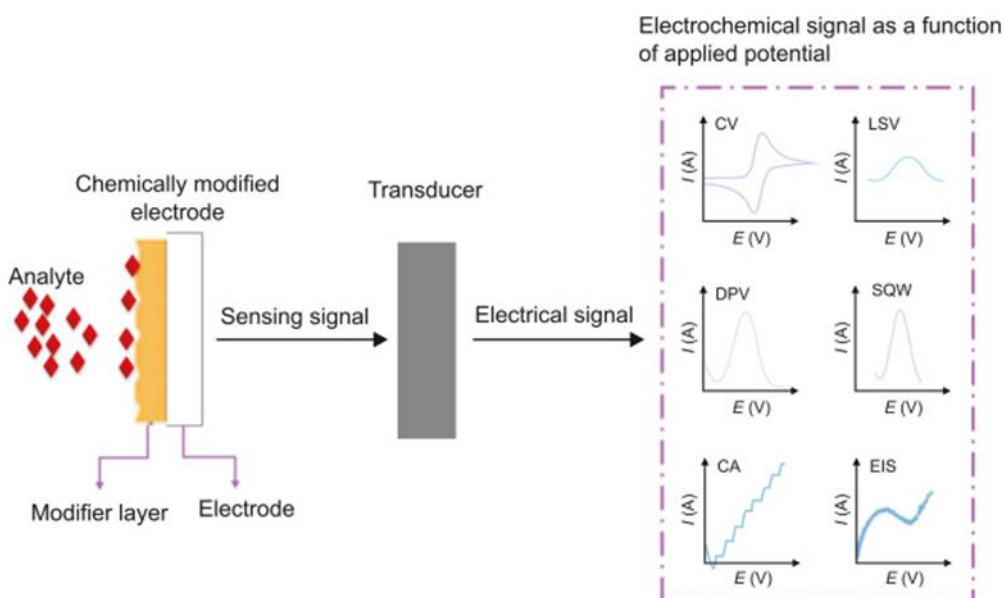 Electrochemical signal as a function
of applied potential
Chemically modified
electrode
Transducer
Analyte
Sensing signal
Electrical signal
Modifier layer
Electrode
CV
I (A)
E (V)
LSV
I (A)
E (V)
DPV
I (A)
E (V)
SQW
I (A)
E (V)
CA
I (A)
E (V)
EIS
I (A)
E (V)